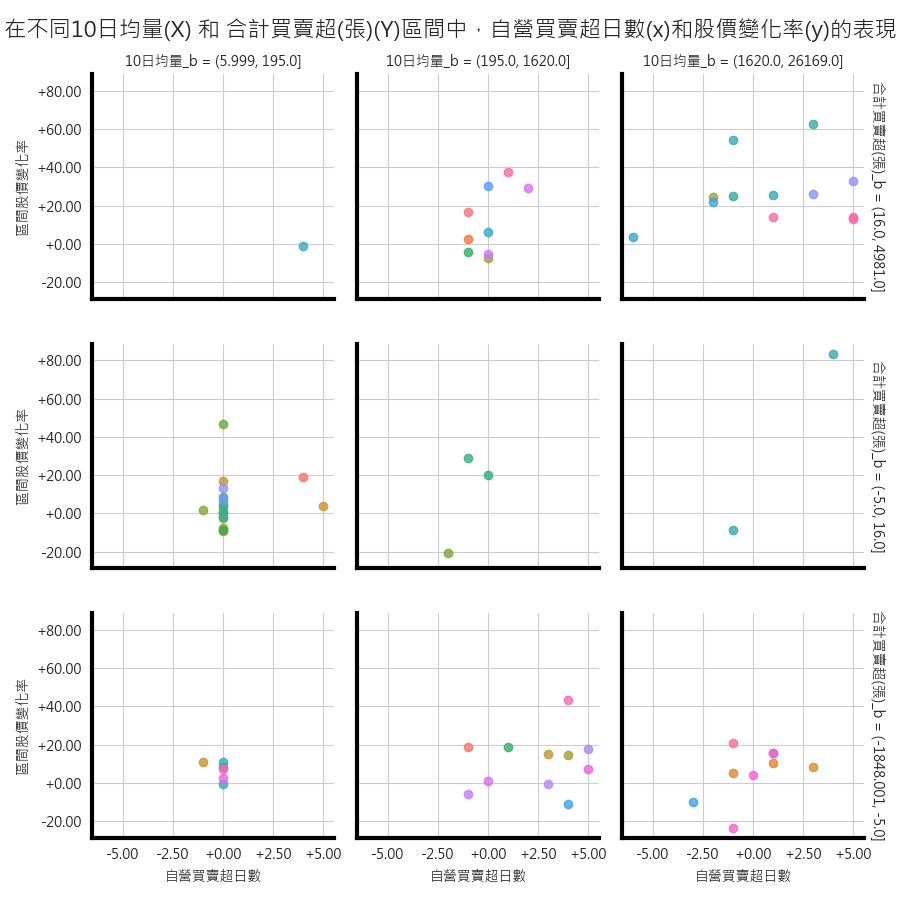 在不同10日均量(X) 和 合計買賣超(張)(Y)區間中，自營買賣超日數(x)和股價變化率(y)的表現
10日均量_b = (5.999, 195.0]
10日均量_b = (195.0, 1620.0]
10日均量_b = (1620.0, 26169.0]
+80.00
+60.00
+40.00
+20.00
+0.00
-20.00
區間股價變化率
合計買賣超(張)_b = (16.0, 4981.0]
+80.00
+60.00
+40.00
+20.00
+0.00
-20.00
區間股價變化率
合計買賣超(張)_b = (-5.0, 16.0]
+80.00
+60.00
+40.00
+20.00
+0.00
-20.00
區間股價變化率
合計買賣超(張)_b = (-1848.001, -5.0]
-5.00 -2.50 +0.00 +2.50 +5.00
-5.00 -2.50 +0.00 +2.50 +5.00
-5.00 -2.50 +0.00 +2.50 +5.00
自營買賣超日數
自營買賣超日數
自營買賣超日數